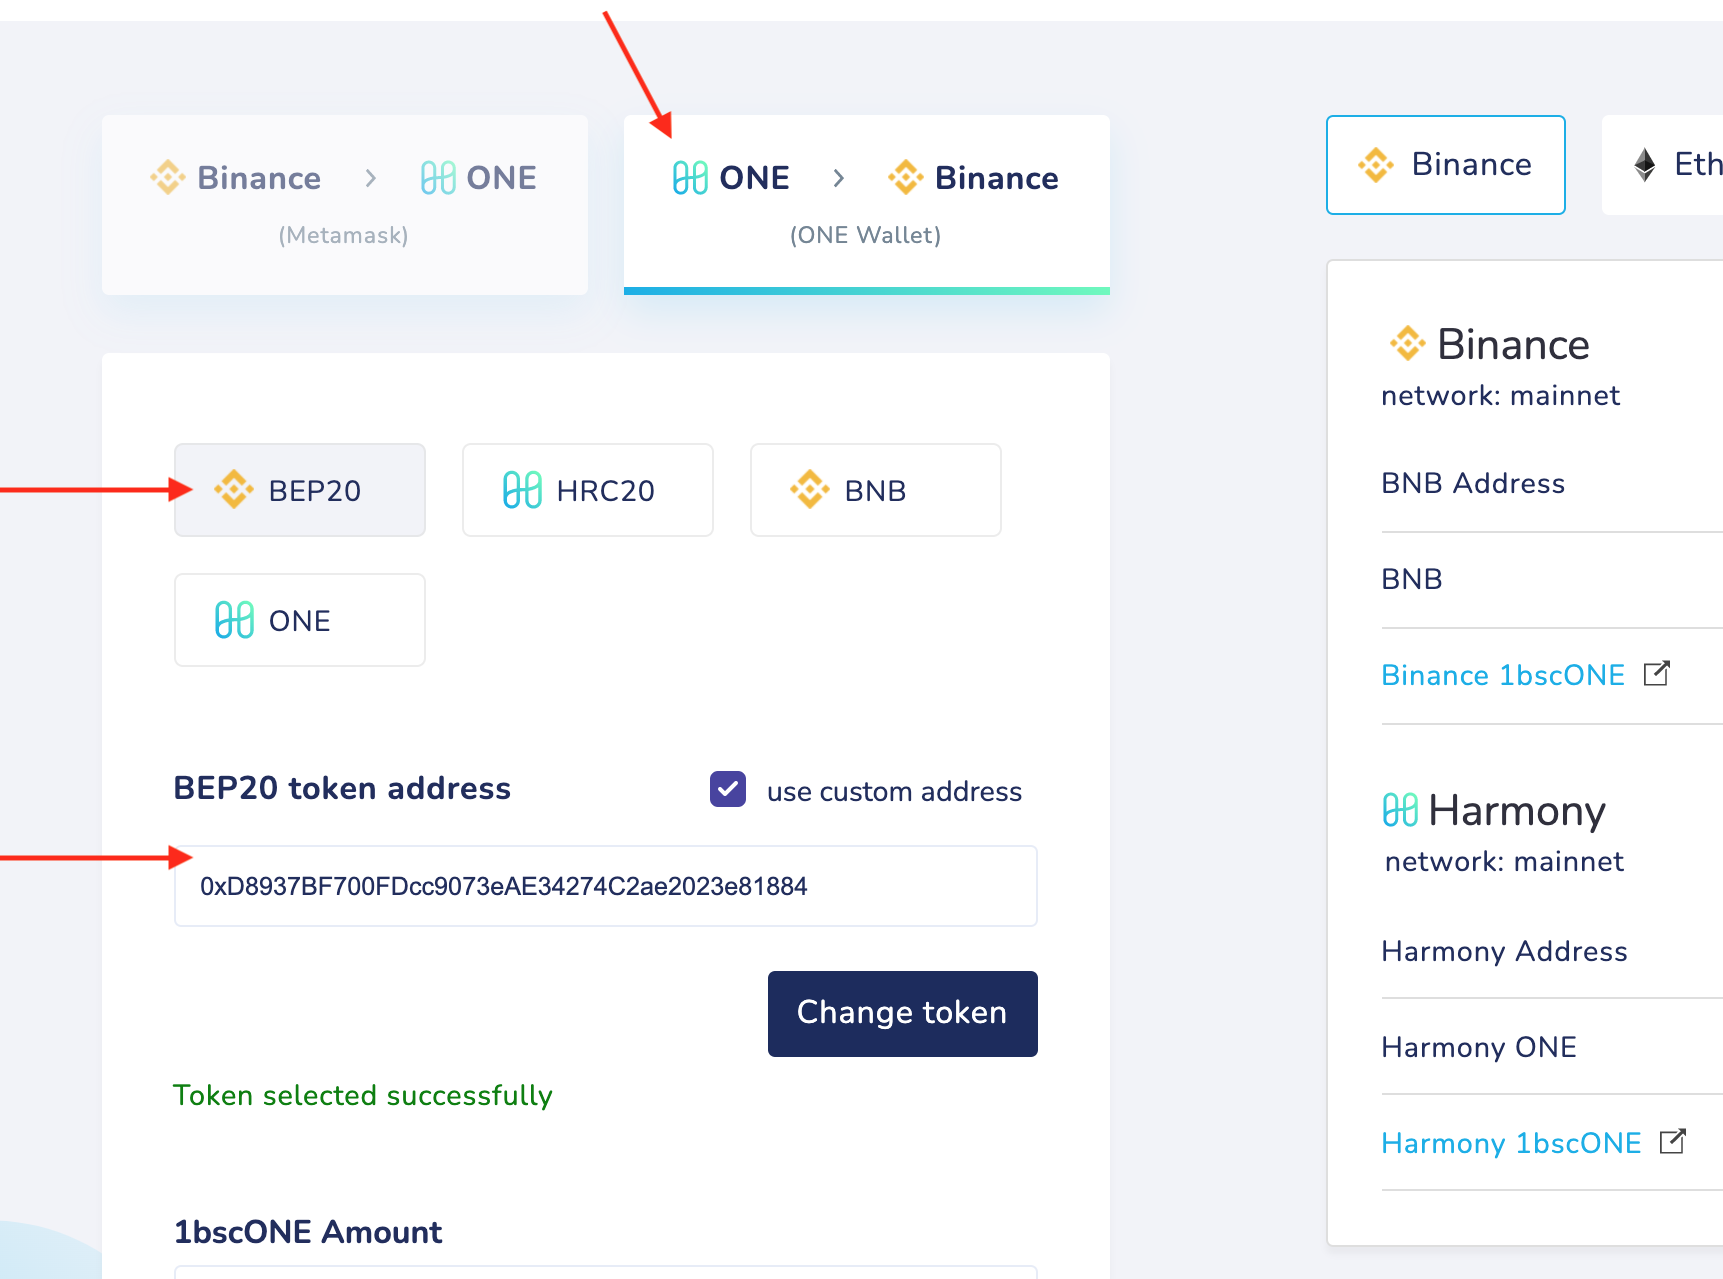 Binance > ONE
(Metamask)
ONE > Binance
(ONE Wallet)
BEP20
HRC20
BNB
ONE
BEP20 token address
use custom address
0xD8937BF700FDcc9073eAE34274C2ae2023e81884
Change token
Token selected successfully
1bscONE Amount
Binance
Eth
Binance
network: mainnet
BNB Address
BNB
Binance 1bscONE
Harmony
network: mainnet
Harmony Address
Harmony ONE
Harmony 1bscONE